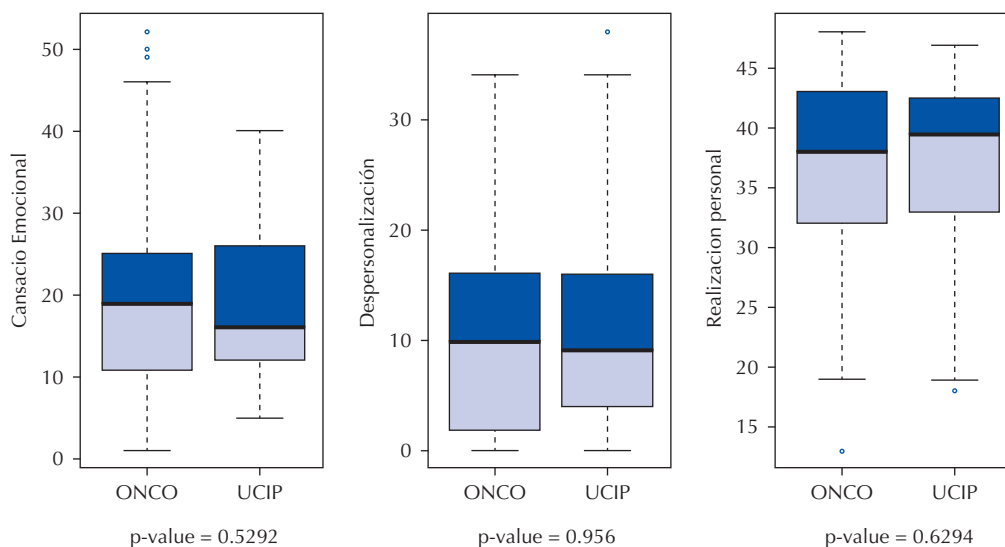 Cansacio Emocional
50
40
30
20
10
0
ONCO UCIP
p-value = 0.5292
Despersonalización
30
20
10
0
ONCO UCIP
p-value = 0.956
Realizacion personal
45
40
35
30
25
20
15
ONCO UCIP
p-value = 0.6294